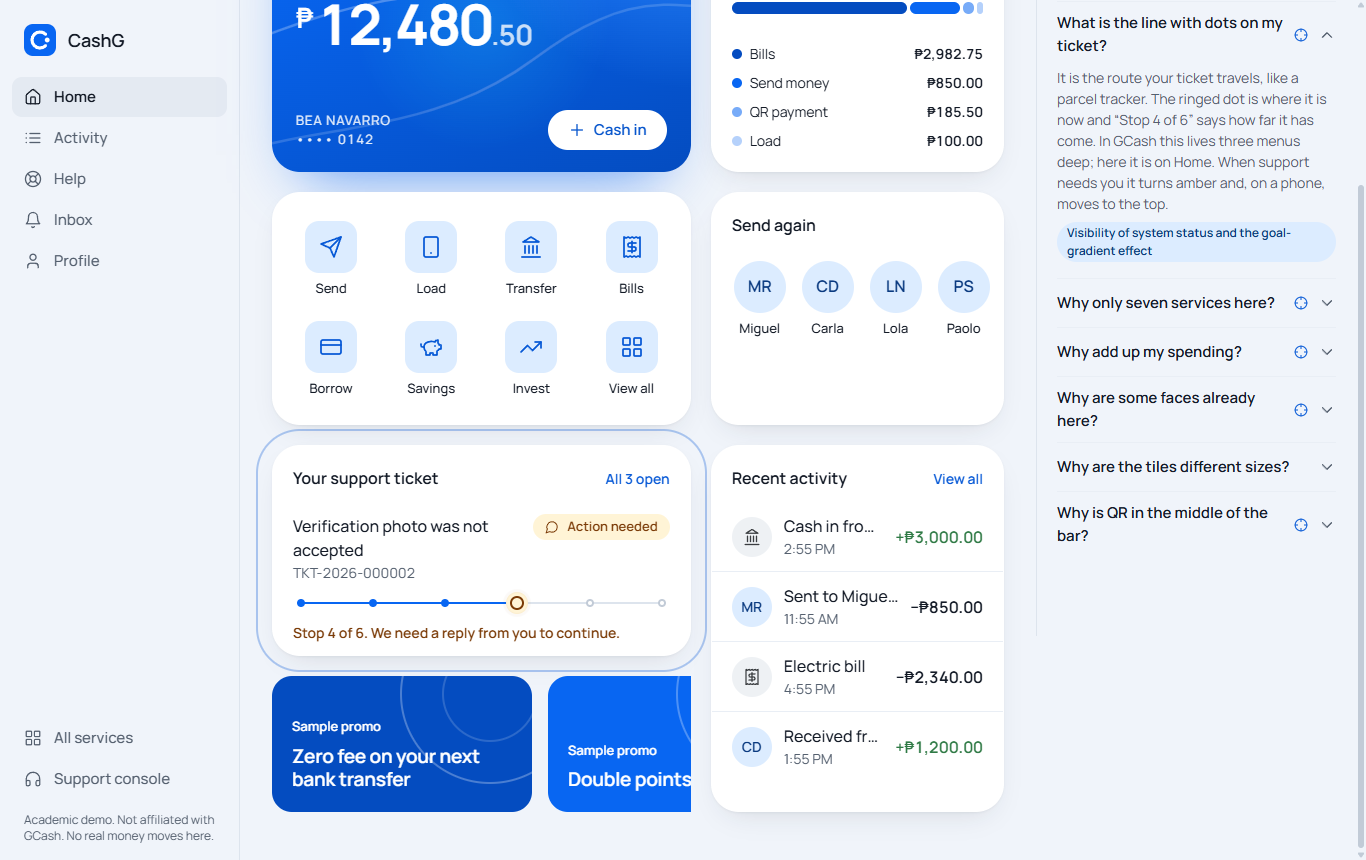 CashG
Home
Activity
Help
Inbox
Profile
All services
Support console
Academic demo. Not affiliated with
GCash. No real money moves here.
₱12,480.50
BEA NAVARRO
•••• 0142
Cash in
Bills ₱2,982.75
Send money ₱850.00
QR payment ₱185.50
Load ₱100.00
Send
Load
Transfer
Bills
Borrow
Savings
Invest
View all
Send again
MR
CD
LN
PS
Miguel
Carla
Lola
Paolo
Your support ticket
All 3 open
Verification photo was not
accepted
Action needed
TKT-2026-000002
Stop 4 of 6. We need a reply from you to continue.
Sample promo
Zero fee on your next
bank transfer
Sample promo
Double points
Recent activity
View all
Cash in fro… +₱3,000.00
2:55 PM
MR
Sent to Migue… −₱850.00
11:55 AM
Electric bill −₱2,340.00
4:55 PM
CD
Received fr… +₱1,200.00
1:55 PM
What is the line with dots on my
ticket?
It is the route your ticket travels, like a
parcel tracker. The ringed dot is where it is
now and “Stop 4 of 6” says how far it has
come. In GCash this lives three menus
deep; here it is on Home. When support
needs you it turns amber and, on a phone,
moves to the top.
Visibility of system status and the goal-
gradient effect
Why only seven services here?
Why add up my spending?
Why are some faces already
here?
Why are the tiles different sizes?
Why is QR in the middle of the
bar?